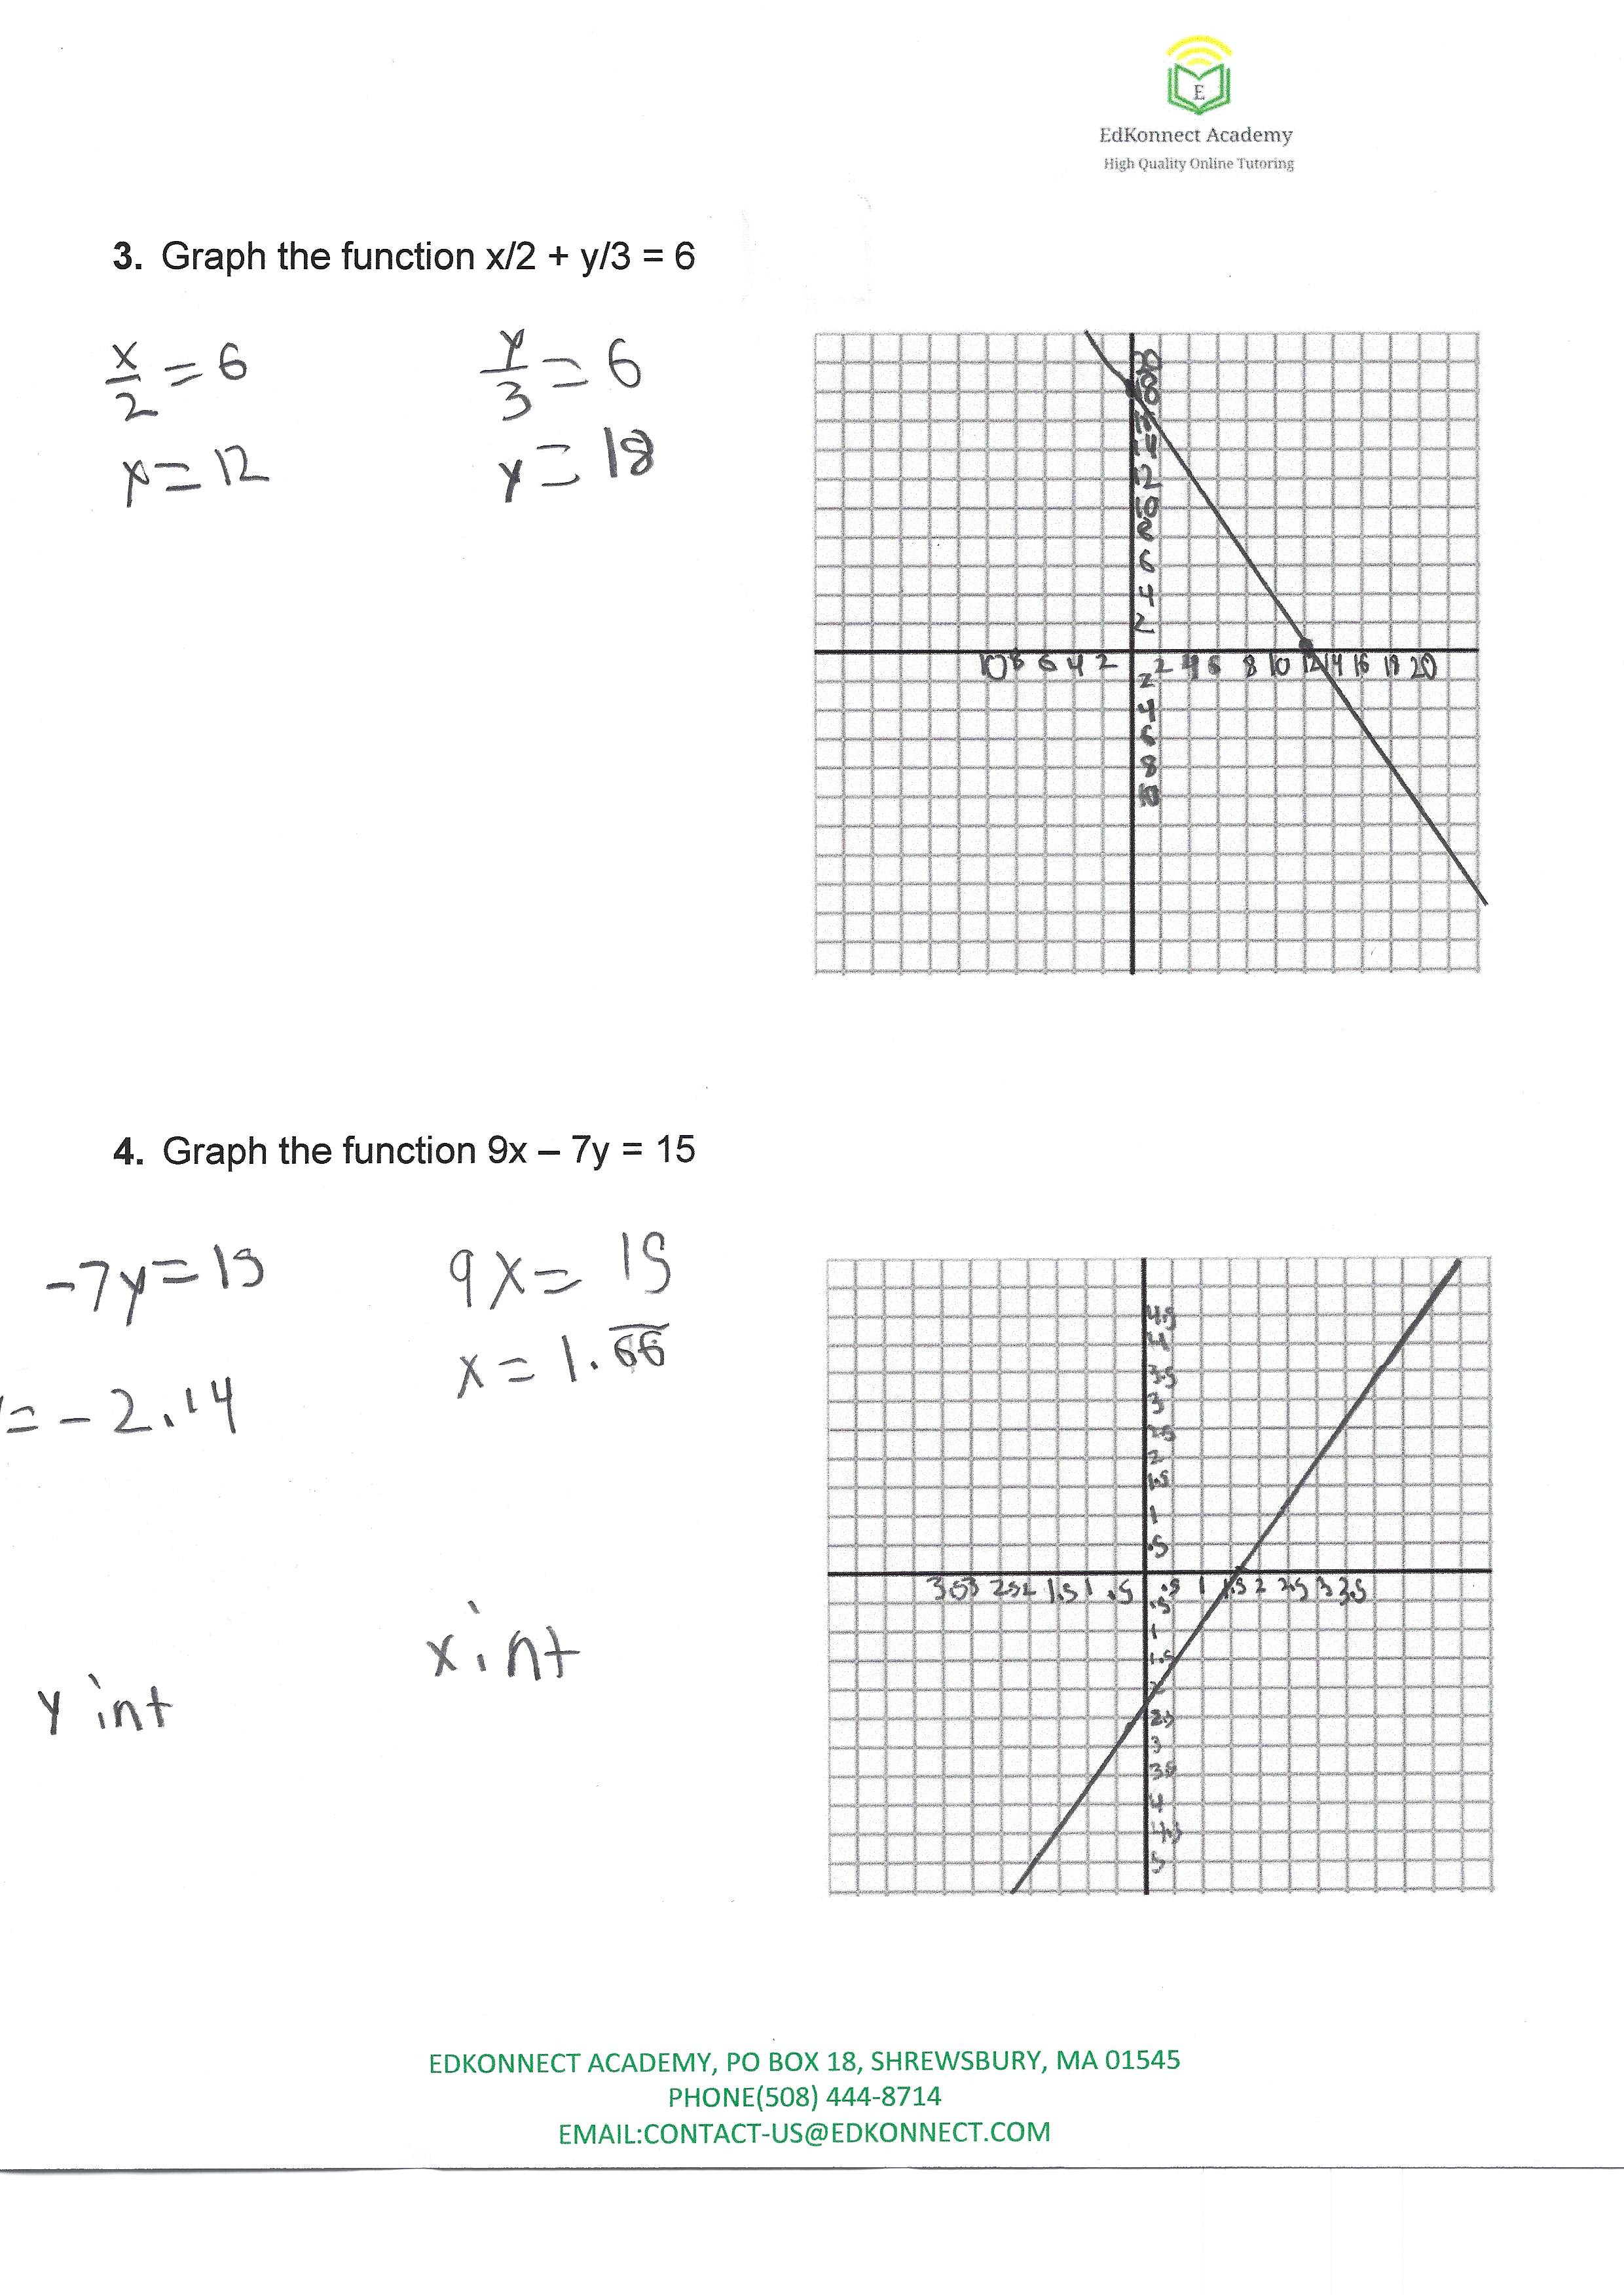 E
EdKonnect Academy
High Quality Online Tutoring
3. Graph the function x/2 + y/3 = 6
x/2 = 6
y/3 = 6
x = 12
y = 18
18
12
10
8
6
4
2
10 8 6 4 2 2 4 6 8 10 12 14 16 18 20
2
4
6
8
10
4. Graph the function 9x – 7y = 15
-7y = 15
9x = 15
x = 1.66
= -2.14
4.5
4
3.5
3
2.5
2
1.5
1
.5
3.5 3 2.5 2 1.5 1 .5 .5 1 1.5 2 2.5 3 3.5
.5
1
1.5
2
2.5
3
3.5
4
4.5
5
x int
y int
EDKONNECT ACADEMY, PO BOX 18, SHREWSBURY, MA 01545
PHONE(508) 444-8714
EMAIL:CONTACT-US@EDKONNECT.COM